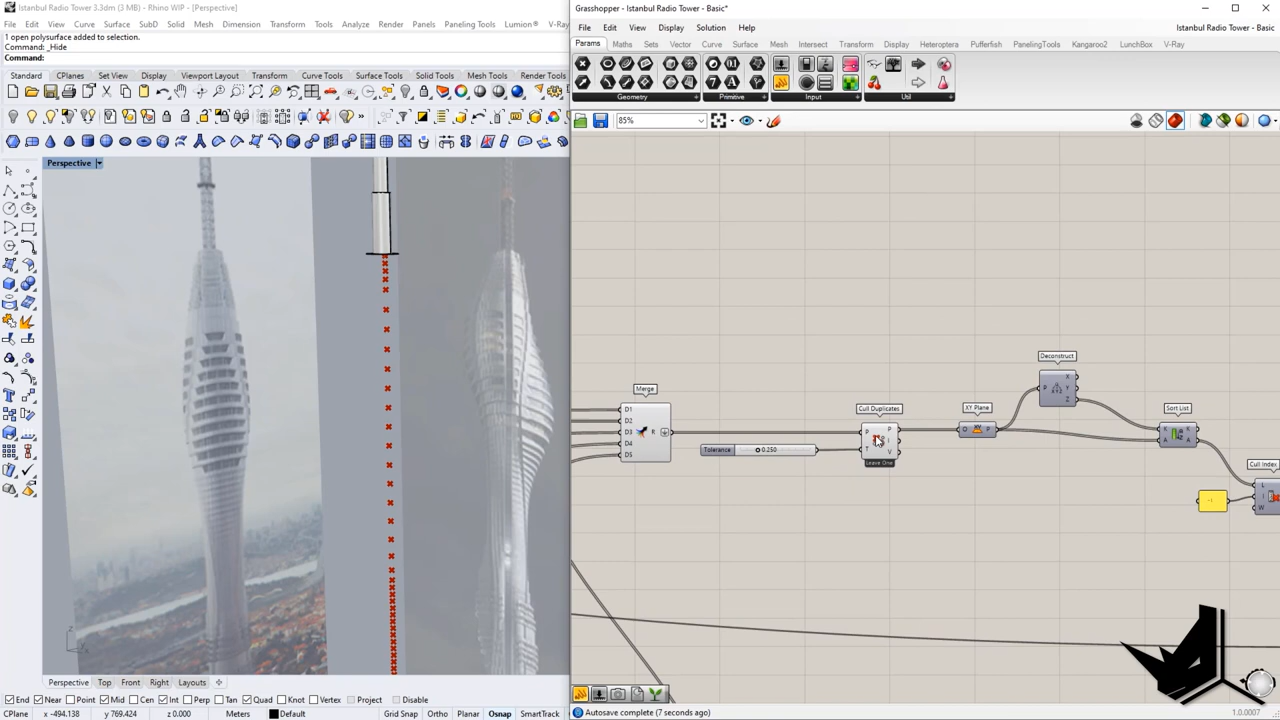 Istanbul Radio Tower 3.3dm (3 MB) - Rhino WIP - [Perspective]
File Edit View Curve Surface SubD Solid Mesh Dimension Transform Tools Analyze Render Panels Paneling Tools Lumion® V-Ray
1 open polysurface added to selection.
Command: _Hide
Command:
Standard CPlanes Set View Display Viewport Layout Transform Curve Tools Surface Tools Solid Tools Mesh Tools Render Tools
Perspective
Perspective Top Front Right Layouts
End Near Point Mid Cen Int Perp Tan Quad Knot Vertex Project Disable
CPlane x -494.138 y 769.424 z 0.000 Meters Default Grid Snap Ortho Planar Osnap SmartTrack
Grasshopper - Istanbul Radio Tower - Basic*
File Edit View Display Solution Help Istanbul Radio Tower - Basic*
Params Maths Sets Vector Curve Surface Mesh Intersect Transform Display Heteroptera Pufferfish PanelingTools Kangaroo2 LunchBox V-Ray
Geometry Primitive Input Util
85%
Deconstruct
P X
Y
Z
Merge
D1
D2
D3 R
D4
D5
Tolerance 0.250
Cull Duplicates
P P
I
T V
Leave One
XY Plane
O P
Sort List
K K
A A
Cull Index
L
I
W
-1
Autosave complete (7 seconds ago)
1.0.0007